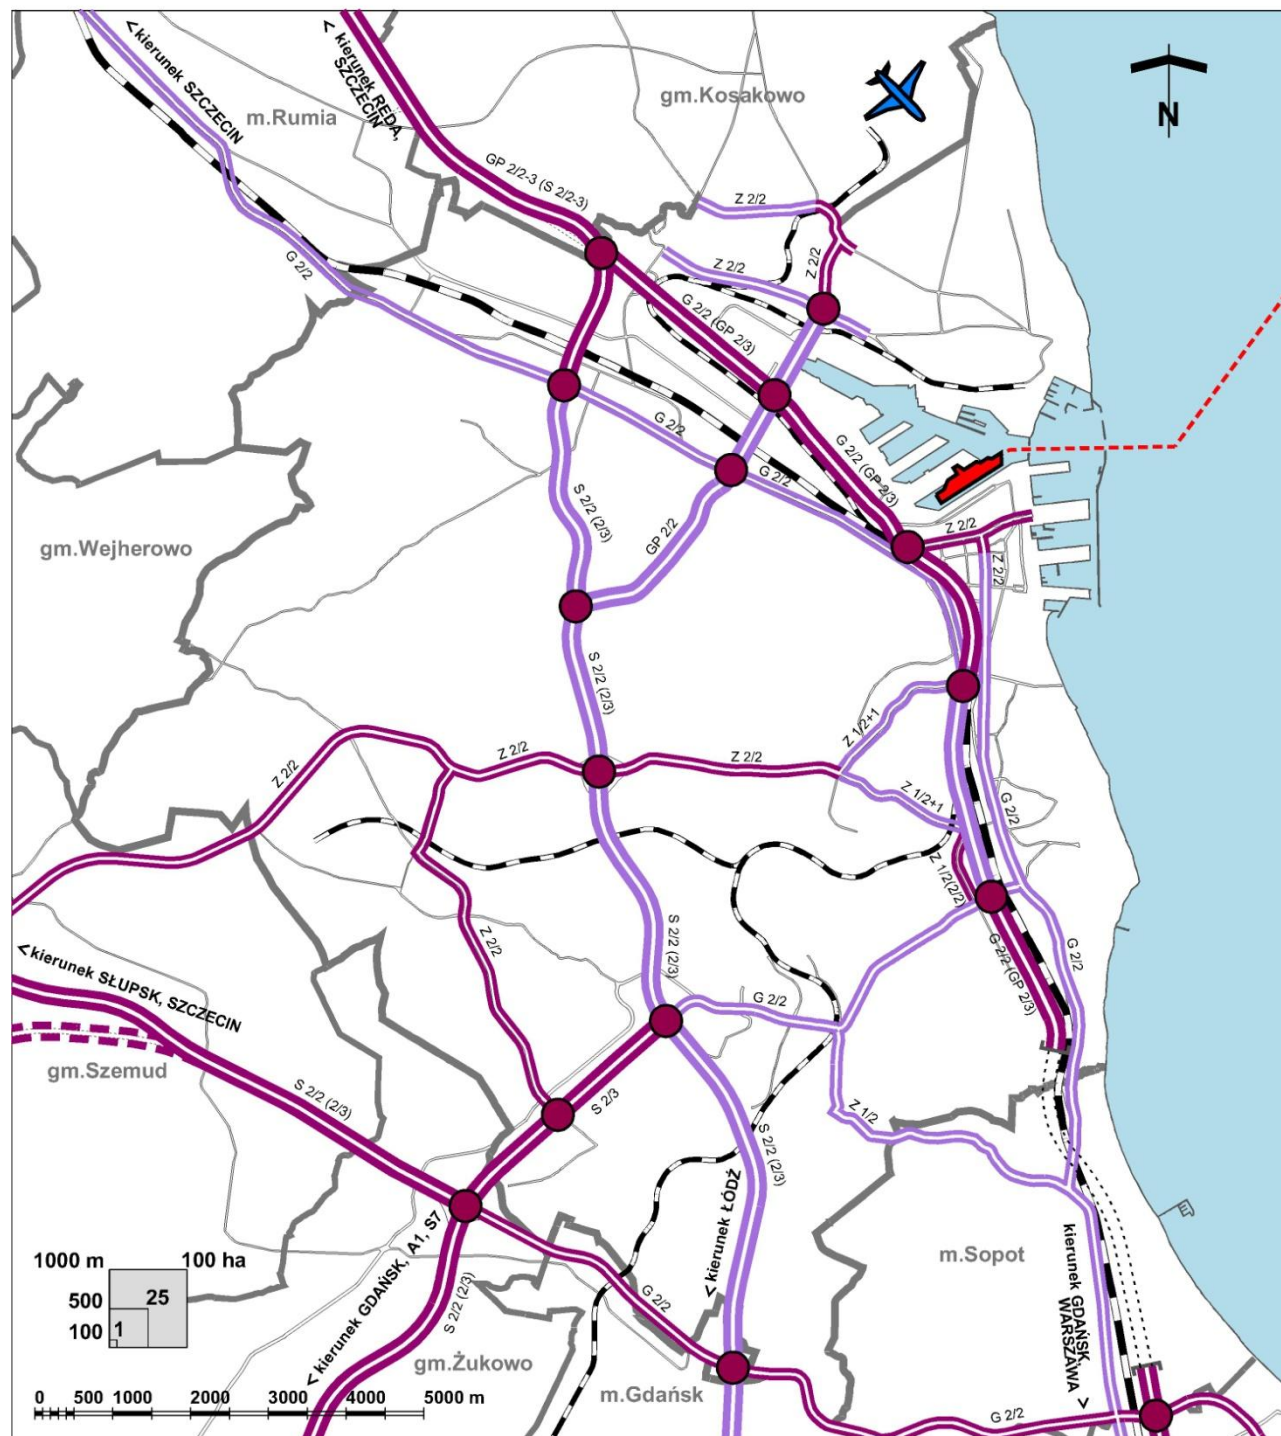 < kierunek SZCZECIN
< kierunek REDA,
SZCZECIN
gm.Kosakowo
m.Rumia
N
GP 2/2-3 (S 2/2-3)
Z 2/2
Z 2/2
Z 2/2
G 2/2
G 2/2 (GP 2/3)
G 2/2
G 2/2 (GP 2/3)
G 2/2
S 2/2 (2/3)
GP 2/2
Z 2/2
Z 2/2
gm.Wejherowo
S 2/2 (2/3)
Z 1/2+1
Z 2/2
Z 2/2
Z 2/2
Z 1/2+1
G 2/2
Z 1/2(2/2)
Z 2/2
S 2/2 (2/3)
G 2/2 (GP 2/3)
G 2/2
< kierunek SŁUPSK, SZCZECIN
G 2/2
gm.Szemud
S 2/2 (2/3)
S 2/3
Z 1/2
S 2/2 (2/3)
< kierunek ŁÓDŹ
< kierunek GDAŃSK, A1, S7
S 2/2 (2/3)
m.Sopot
kierunek GDAŃSK,
WARSZAWA >
1000 m
100 ha
500
25
100
1
G 2/2
gm.Żukowo
m.Gdańsk
G 2/2
0 500 1000 2000 3000 4000 5000 m